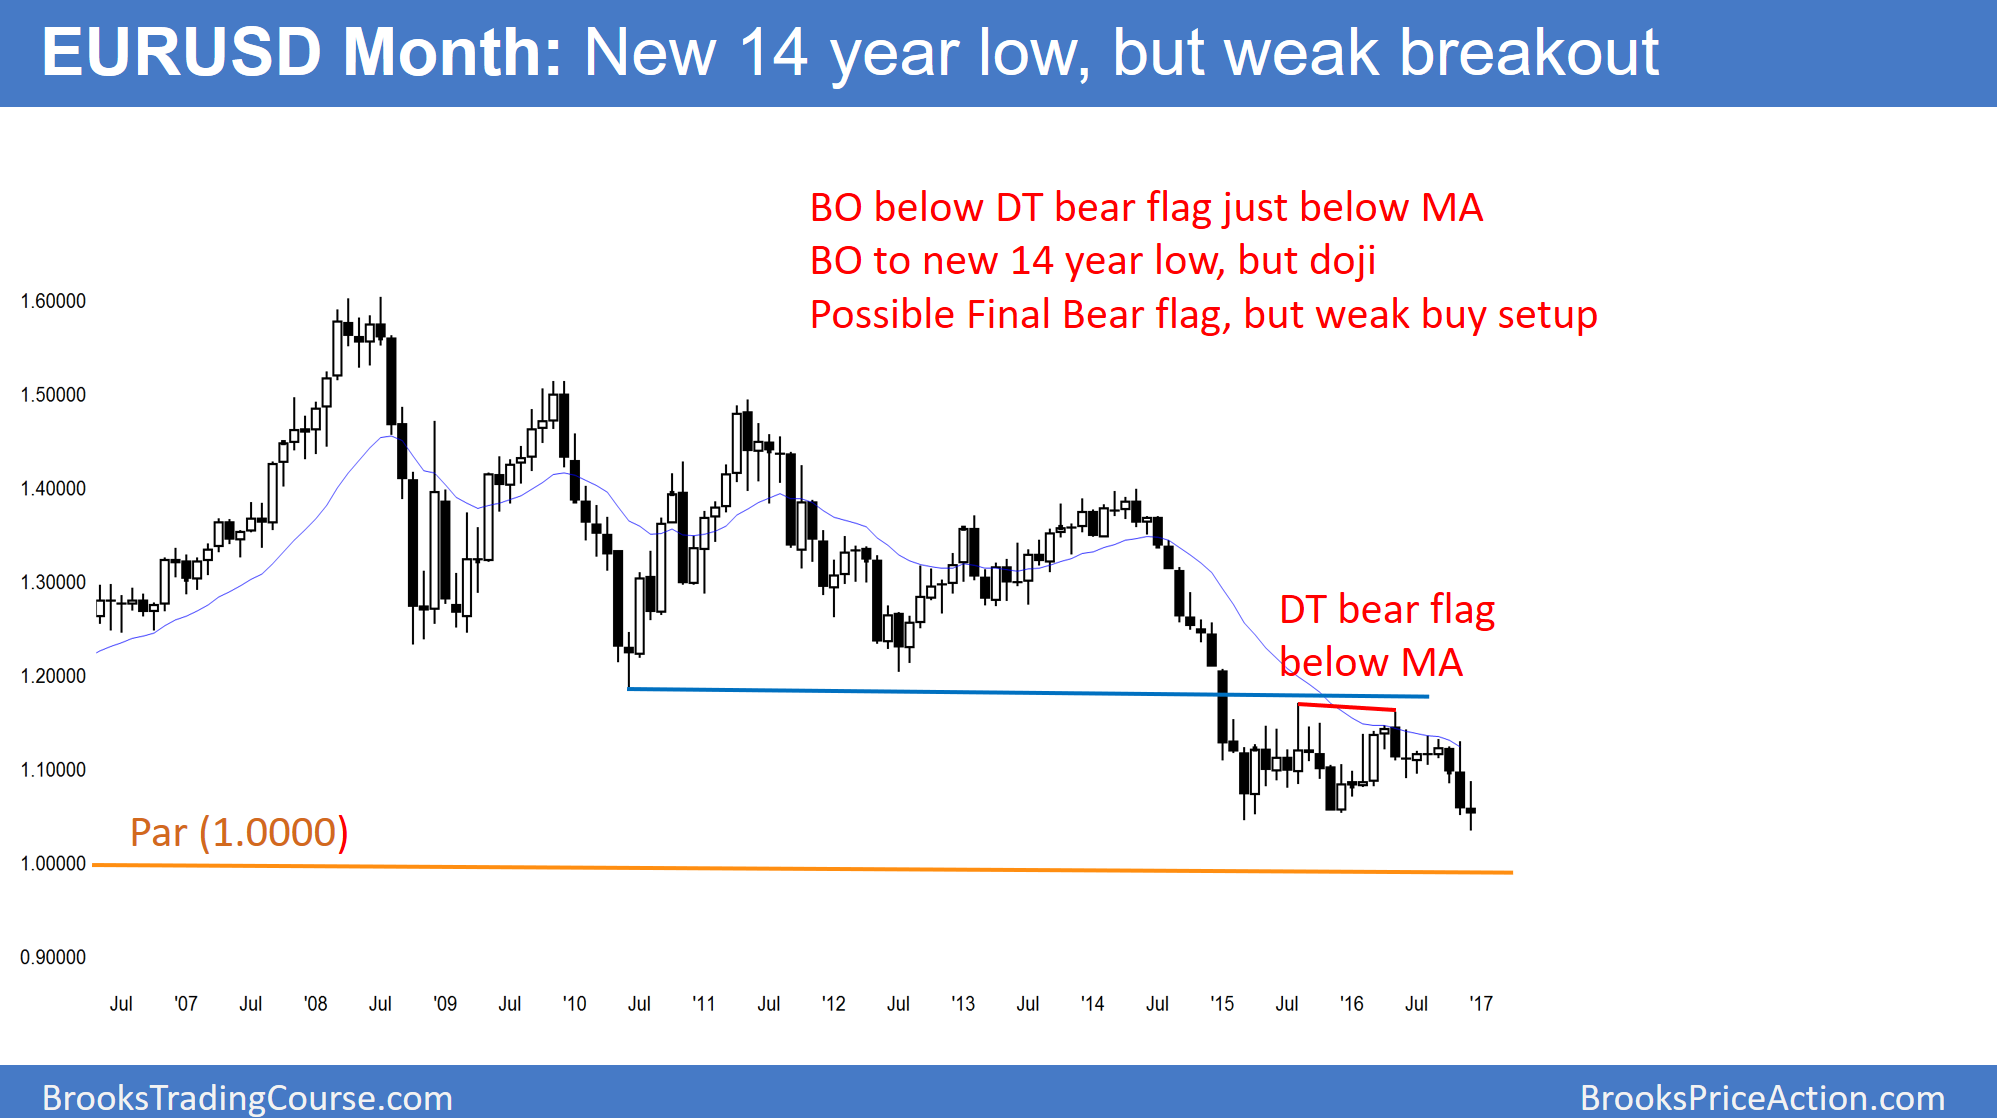 EURUSD Month: New 14 year low, but weak breakout
BO below DT bear flag just below MA
BO to new 14 year low, but doji
Possible Final Bear flag, but weak buy setup
1.60000
1.50000
1.40000
1.30000
1.20000
1.10000
1.00000
0.90000
DT bear flag
below MA
Par (1.0000)
Jul '07 Jul '08 Jul '09 Jul '10 Jul '11 Jul '12 Jul '13 Jul '14 Jul '15 Jul '16 Jul '17
BrooksTradingCourse.com
BrooksPriceAction.com